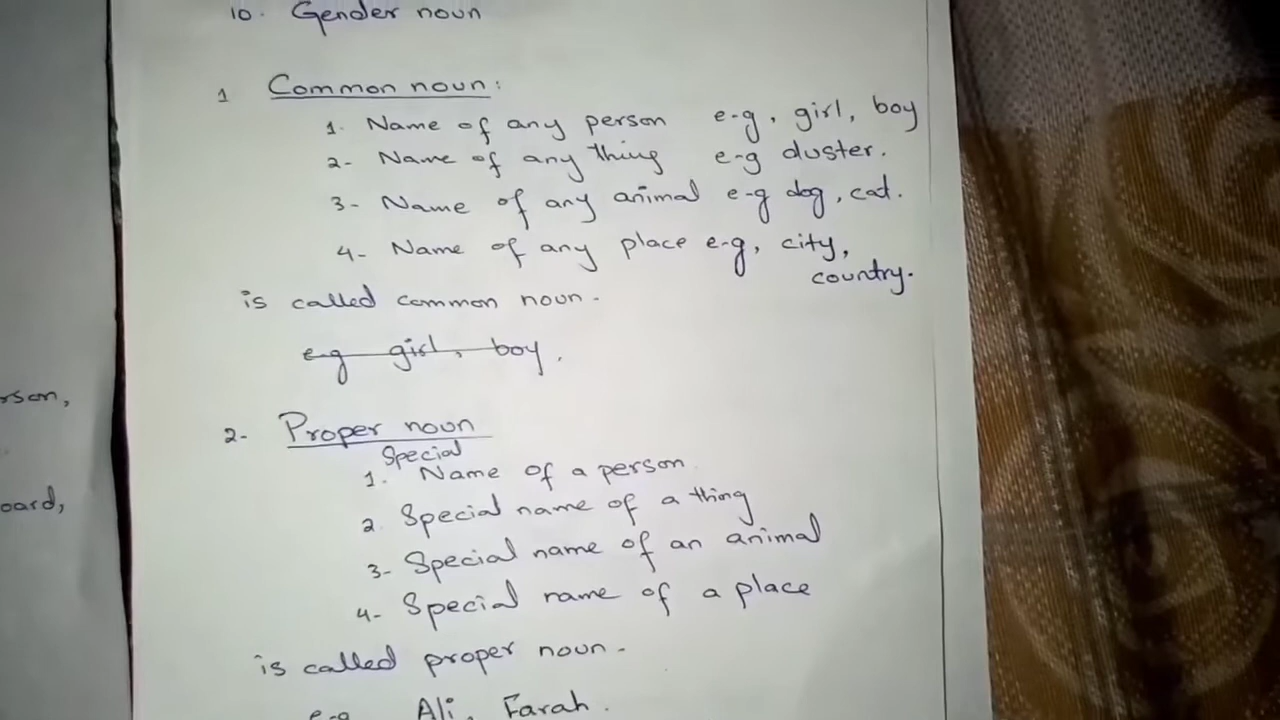 10. Gender noun
1 Common noun:
1. Name of any person e-g, girl, boy
2- Name of any thing e-g duster.
3- Name of any animal e-g dog, cat.
4- Name of any place e-g, city,
country.
is called common noun.
e-g girl, boy.
2- Proper noun
Special
1. Name of a person
2. Special name of a thing
3- Special name of an animal
4- Special name of a place
is called proper noun.
e-g Ali, Farah.
rson,
oard,